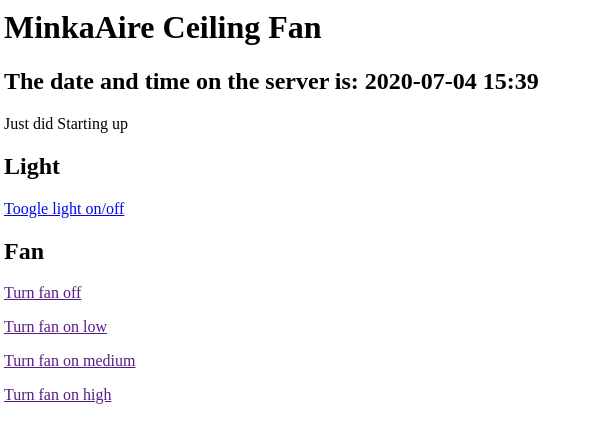 MinkaAire Ceiling Fan
The date and time on the server is: 2020-07-04 15:39
Just did Starting up
Light
Toogle light on/off
Fan
Turn fan off
Turn fan on low
Turn fan on medium
Turn fan on high